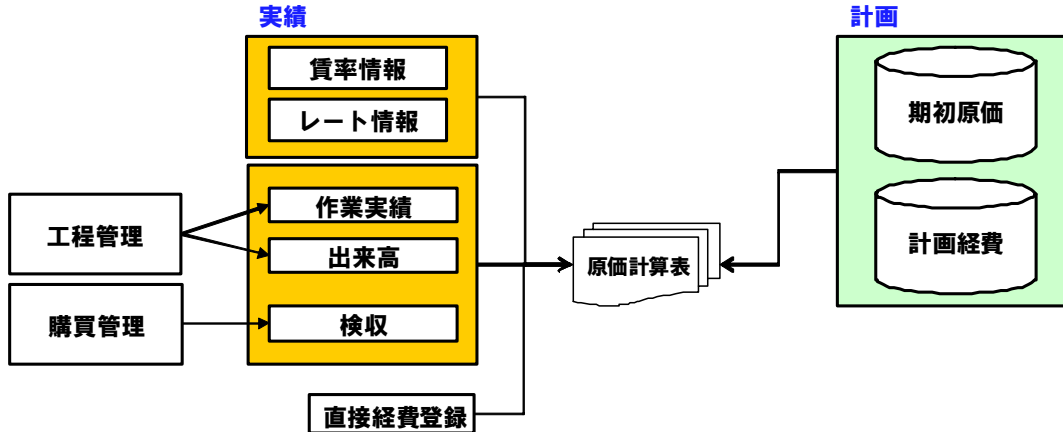 実績
計画
賃率情報
レート情報
期初原価
作業実績
工程管理
出来高
原価計算表
計画経費
購買管理
検収
直接経費登録